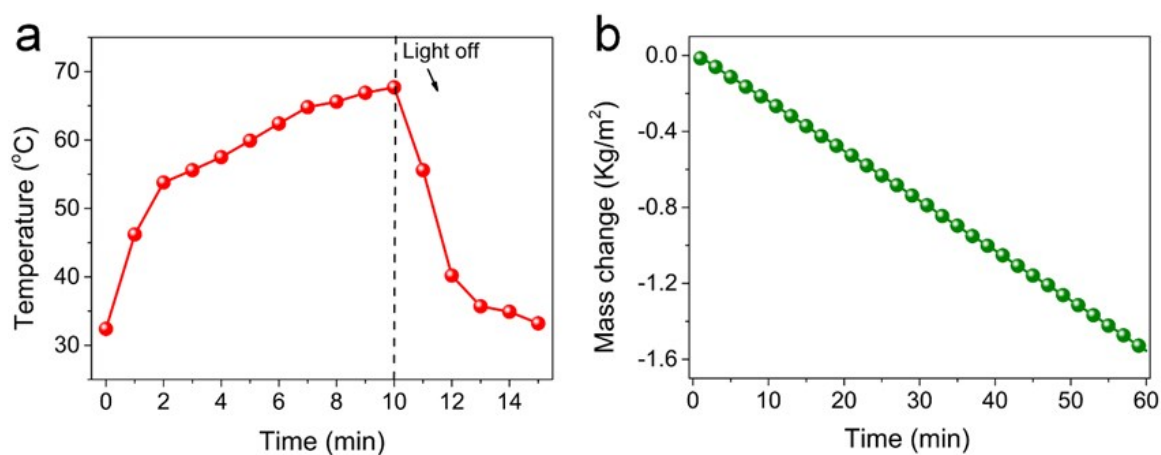 a
Light off
70
60
50
40
30
0 2 4 6 8 10 12 14
Temperature (°C)
Time (min)
b
0.0
-0.4
-0.8
-1.2
-1.6
0 10 20 30 40 50 60
Mass change (Kg/m²)
Time (min)